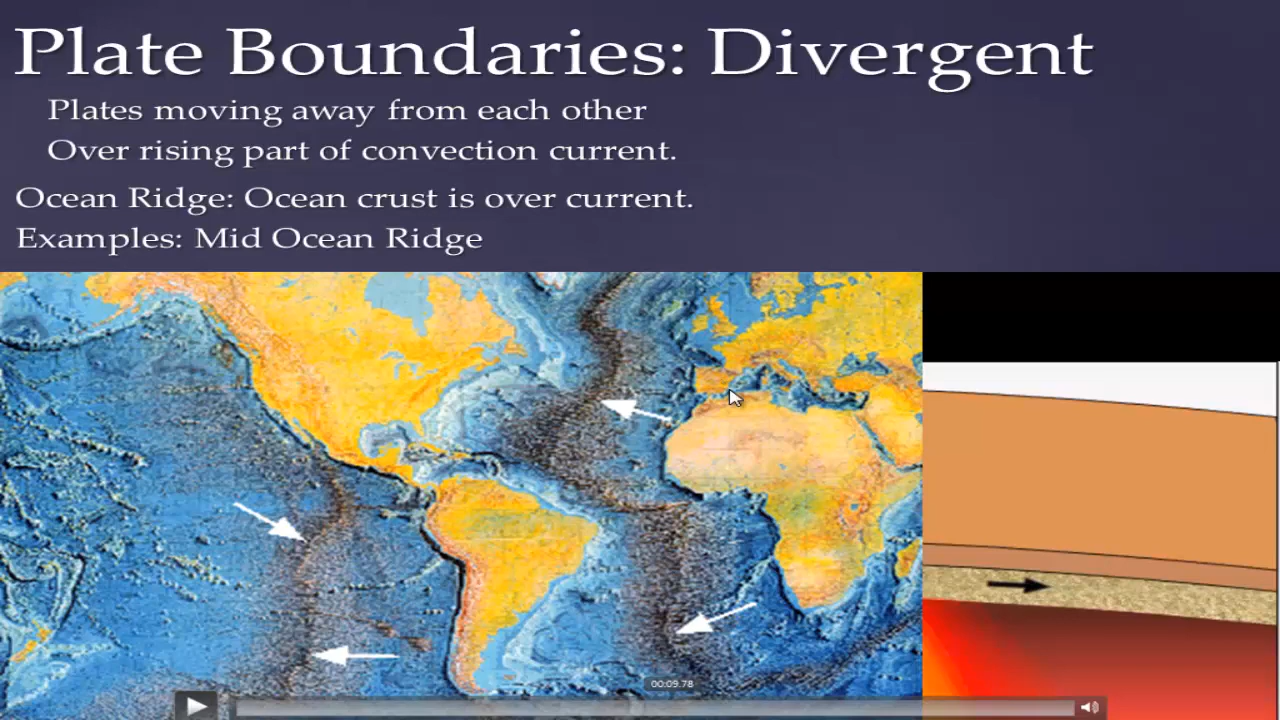 Plate Boundaries: Divergent
Plates moving away from each other
Over rising part of convection current.
Ocean Ridge: Ocean crust is over current.
Examples: Mid Ocean Ridge
00:09.78